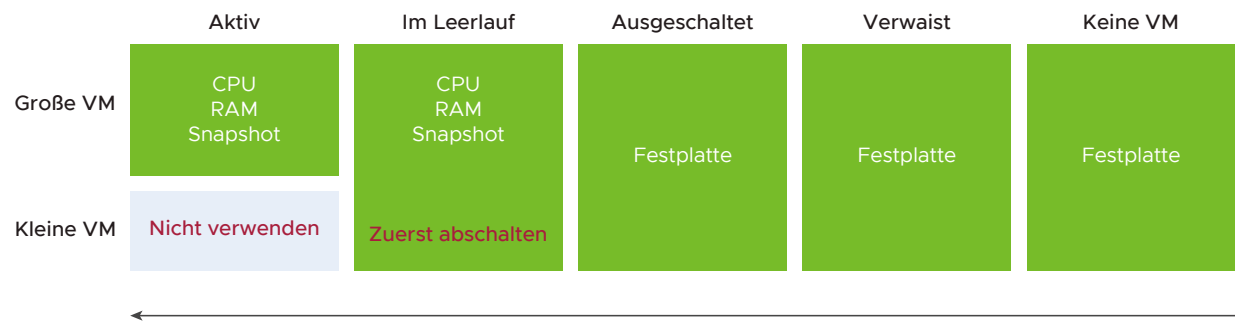 Aktiv
Im Leerlauf
Ausgeschaltet
Verwaist
Keine VM
Große VM
CPU
RAM
Snapshot
CPU
RAM
Snapshot
Festplatte
Festplatte
Festplatte
Kleine VM
Nicht verwenden
Zuerst abschalten